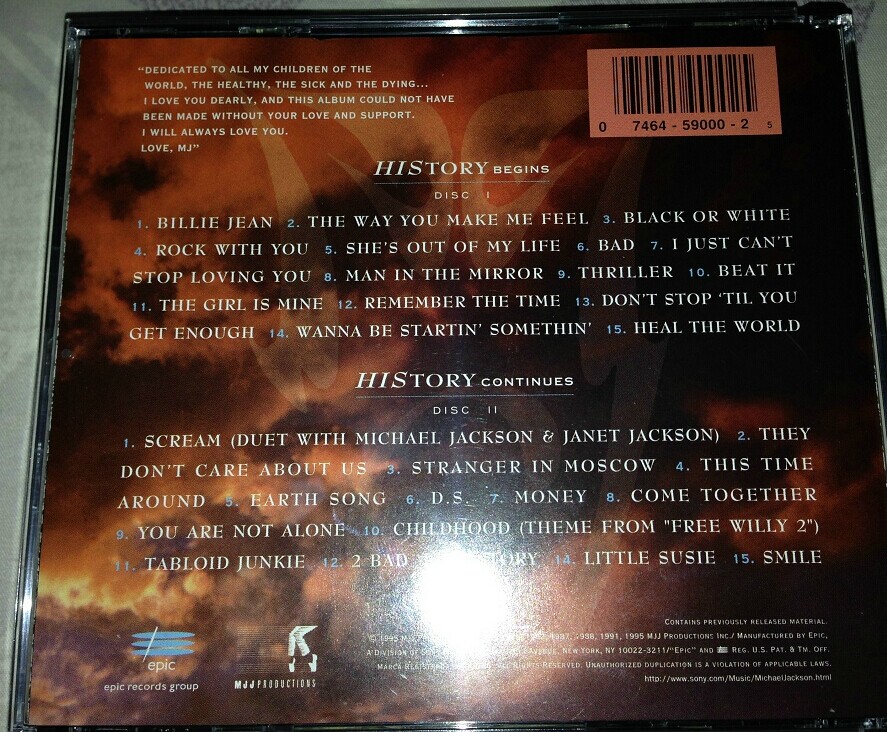 "DEDICATED TO ALL MY CHILDREN OF THE
WORLD, THE HEALTHY, THE SICK AND THE DYING...
I LOVE YOU DEARLY, AND THIS ALBUM COULD NOT HAVE
BEEN MADE WITHOUT YOUR LOVE AND SUPPORT.
I WILL ALWAYS LOVE YOU.
LOVE, MJ"
0 7464-59000-2 5
HISTORY BEGINS
DISC I
1. BILLIE JEAN 2. THE WAY YOU MAKE ME FEEL 3. BLACK OR WHITE
4. ROCK WITH YOU 5. SHE'S OUT OF MY LIFE 6. BAD 7. I JUST CAN'T
STOP LOVING YOU 8. MAN IN THE MIRROR 9. THRILLER 10. BEAT IT
11. THE GIRL IS MINE 12. REMEMBER THE TIME 13. DON'T STOP 'TIL YOU
GET ENOUGH 14. WANNA BE STARTIN' SOMETHIN' 15. HEAL THE WORLD
HISTORY CONTINUES
DISC II
1. SCREAM (DUET WITH MICHAEL JACKSON & JANET JACKSON) 2. THEY
DON'T CARE ABOUT US 3. STRANGER IN MOSCOW 4. THIS TIME
AROUND 5. EARTH SONG 6. D.S. 7. MONEY 8. COME TOGETHER
9. YOU ARE NOT ALONE 10. CHILDHOOD (THEME FROM "FREE WILLY 2")
11. TABLOID JUNKIE 12. 2 BAD 14. LITTLE SUSIE 15. SMILE
epic
epic records group
MJJ PRODUCTIONS
CONTAINS PREVIOUSLY RELEASED MATERIAL.
© 1995 MJJ 1987, 1988, 1991, 1995 MJJ PRODUCTIONS INC./ MANUFACTURED BY EPIC,
A DIVISION OF AVENUE, NEW YORK, NY 10022-3211/"EPIC" AND REG. U.S. PAT. & TM. OFF.
MARCA REGISTRADA. ALL RIGHTS RESERVED. UNAUTHORIZED DUPLICATION IS A VIOLATION OF APPLICABLE LAWS.
http://www.sony.com/Music/MichaelJackson.html